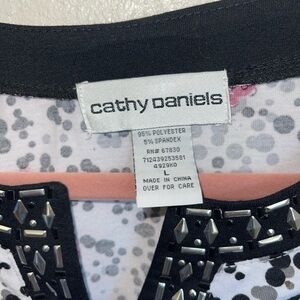 cathy Daniels
95% POLYESTER
5% SPANDEX
RN# 67830
712439253581
4929KO
L
MADE IN CHINA
OVER FOR CARE